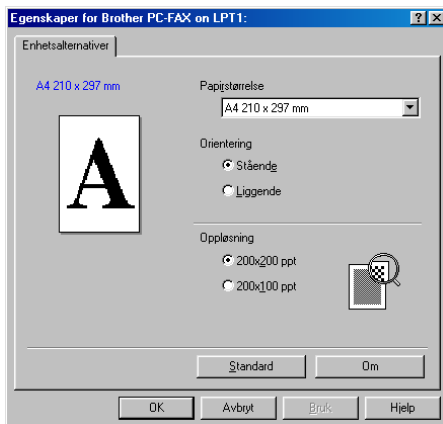 Egenskaper for Brother PC-FAX on LPT1:
Enhetsalternativer
A4 210 x 297 mm
Papirstørrelse
A4 210 x 297 mm
A
Orientering
Stående
Liggende
Oppløsning
200x200 ppt
200x100 ppt
Standard
Om
OK
Avbryt
Bruk
Hjelp